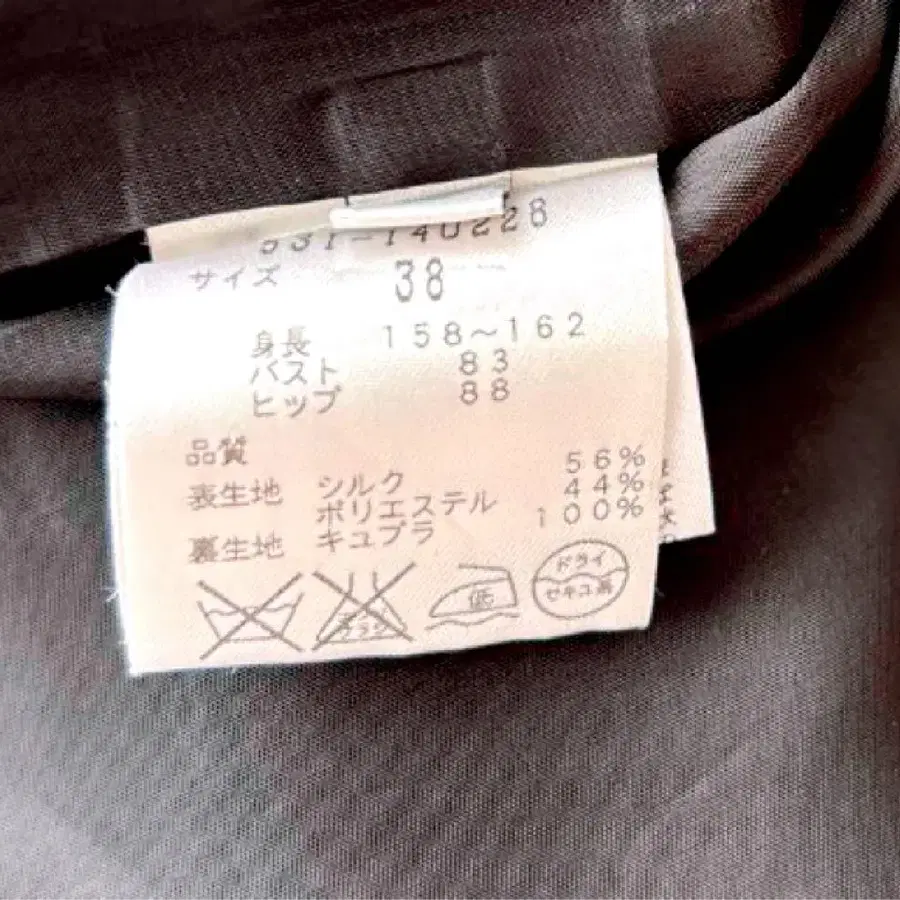 531-140228
サイズ 38
身長 158〜162
バスト 83
ヒップ 88
品質
表生地 シルク 56%
ポリエステル 44%
裏生地 キュプラ 100%
低
ドライ
セキユ系